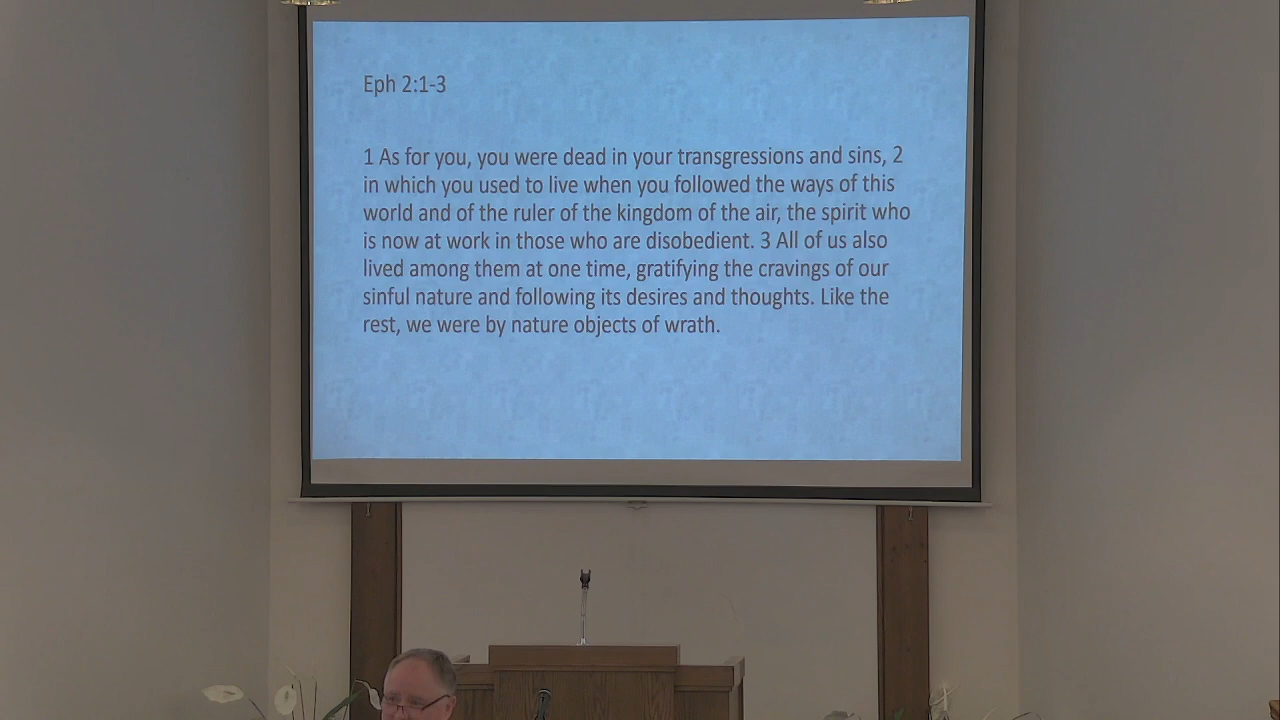 Eph 2:1-3
1 As for you, you were dead in your transgressions and sins, 2
in which you used to live when you followed the ways of this
world and of the ruler of the kingdom of the air, the spirit who
is now at work in those who are disobedient. 3 All of us also
lived among them at one time, gratifying the cravings of our
sinful nature and following its desires and thoughts. Like the
rest, we were by nature objects of wrath.